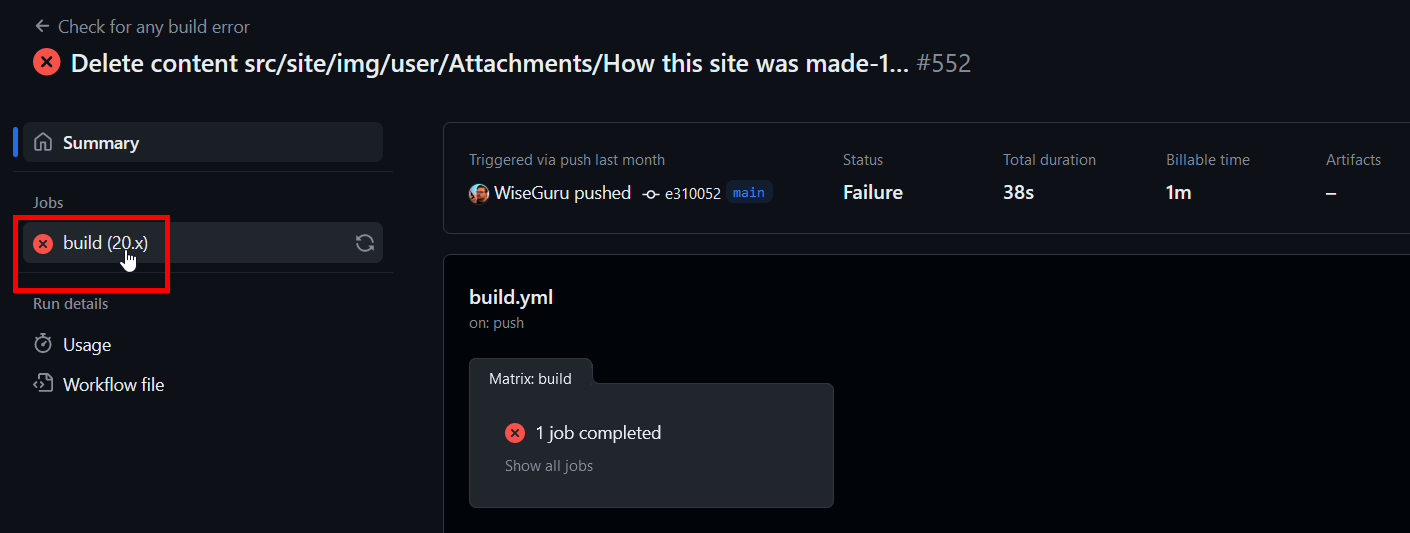 Check for any build error
Delete content src/site/img/user/Attachments/How this site was made-1... #552
Summary
Jobs
build (20.x)
Run details
Usage
Workflow file
Triggered via push last month
WiseGuru pushed e310052 main
Status
Failure
Total duration
38s
Billable time
1m
Artifacts
–
build.yml
on: push
Matrix: build
1 job completed
Show all jobs